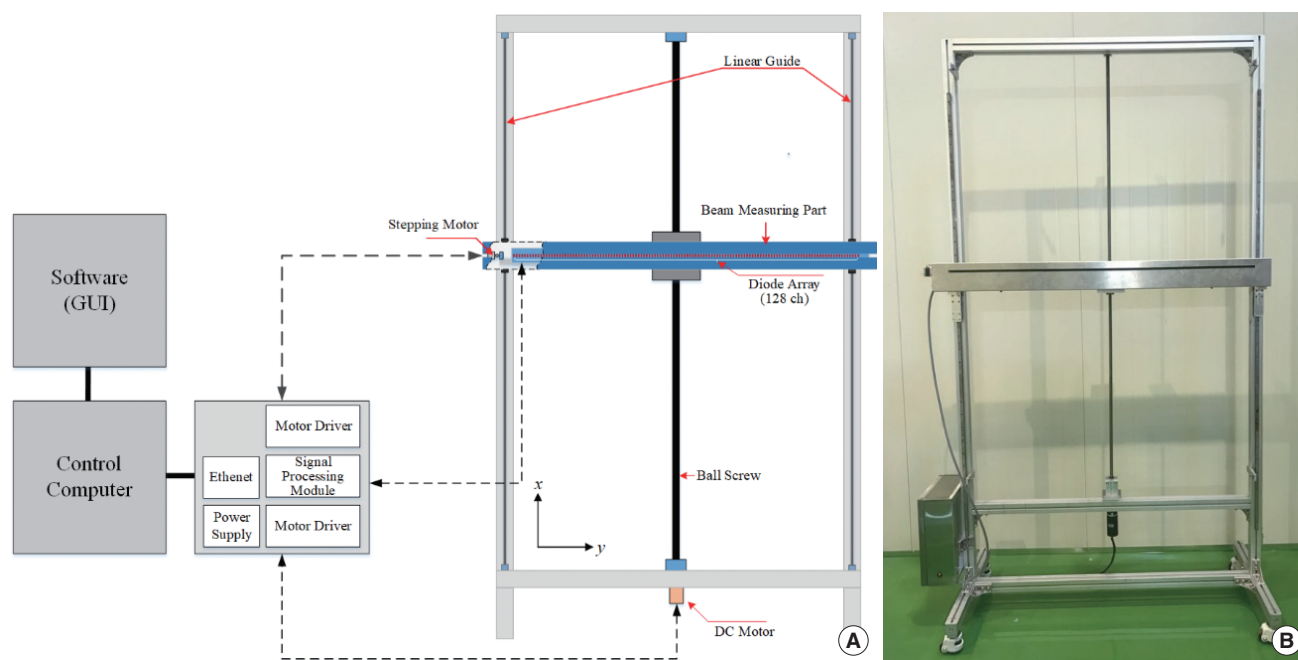 Linear Guide
Stepping Motor
Beam Measuring Part
Diode Array
(128 ch)
Software
(GUI)
Control
Computer
Motor Driver
Ethenet
Signal
Processing
Module
Power
Supply
Motor Driver
Ball Screw
x
y
DC Motor
A
B